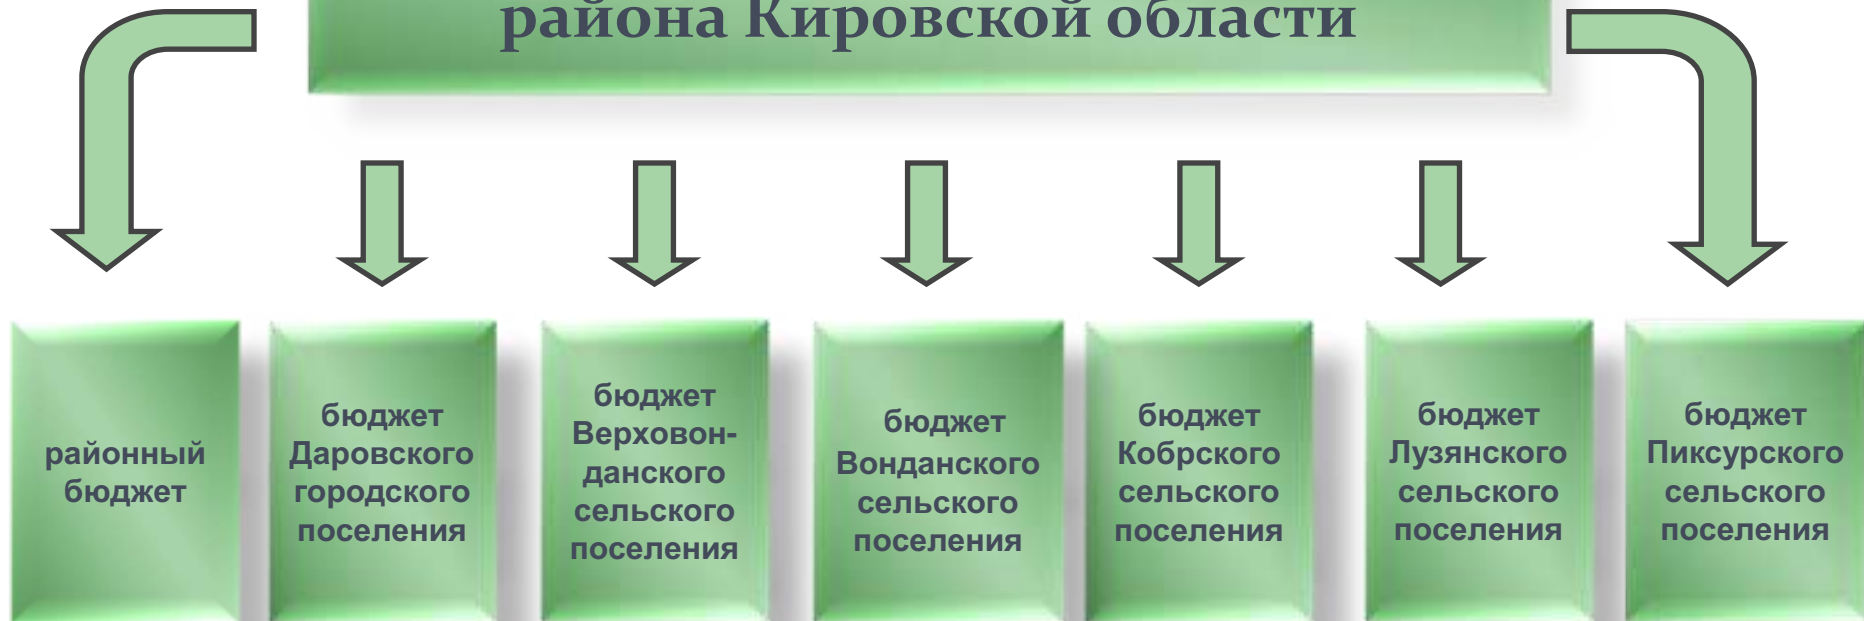 района Кировской области
районный
бюджет
бюджет
Даровского
городского
поселения
бюджет
Верховон-
данского
сельского
поселения
бюджет
Вонданского
сельского
поселения
бюджет
Кобрского
сельского
поселения
бюджет
Лузянского
сельского
поселения
бюджет
Пиксурского
сельского
поселения